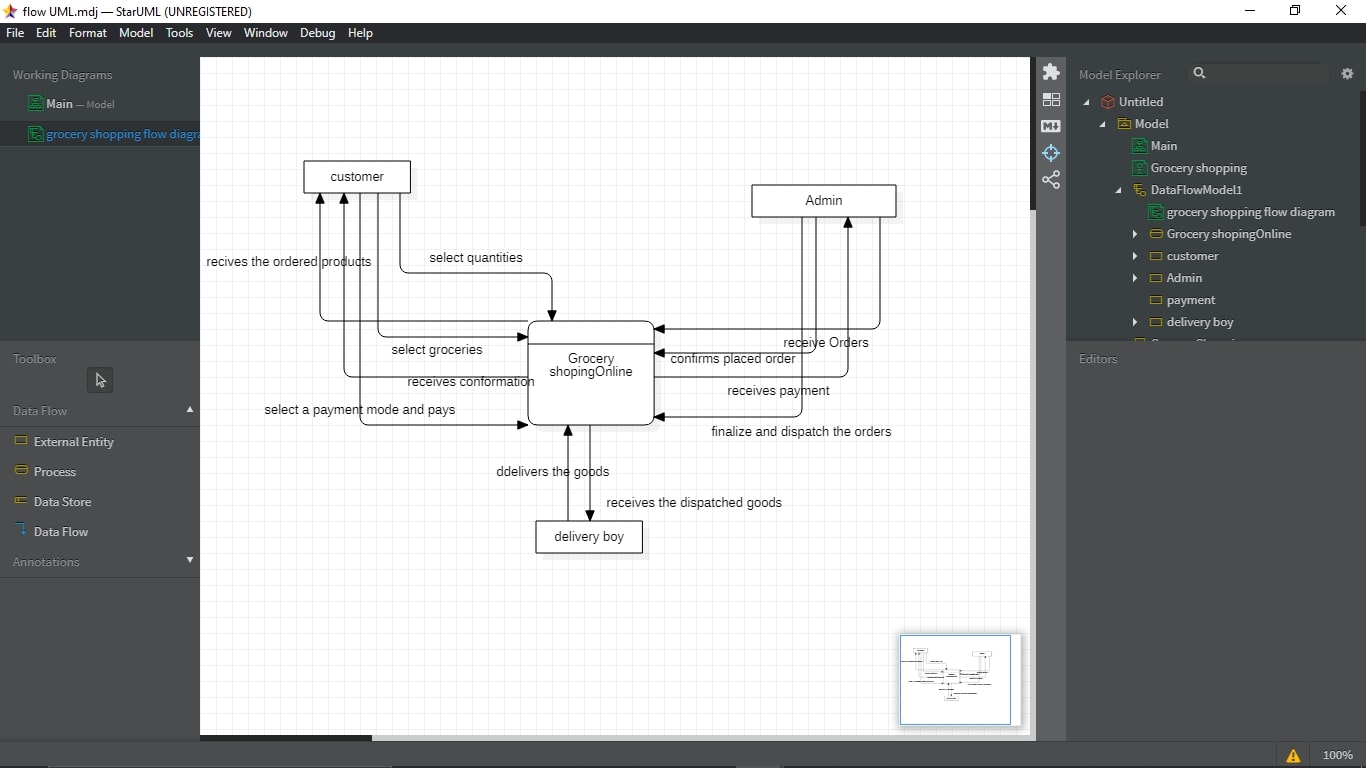 flow UML.mdj — StarUML (UNREGISTERED)
File Edit Format Model Tools View Window Debug Help
Working Diagrams
Main — Model
grocery shopping flow diagra
Toolbox
Data Flow
External Entity
Process
Data Store
Data Flow
Annotations
customer
Admin
recives the ordered products
select quantities
select groceries
receives conformation
select a payment mode and pays
Grocery
shopingOnline
receive Orders
confirms placed order
receives payment
finalize and dispatch the orders
ddelivers the goods
receives the dispatched goods
delivery boy
Model Explorer
Untitled
Model
Main
Grocery shopping
DataFlowModel1
grocery shopping flow diagram
Grocery shopingOnline
customer
Admin
payment
delivery boy
Editors
100%